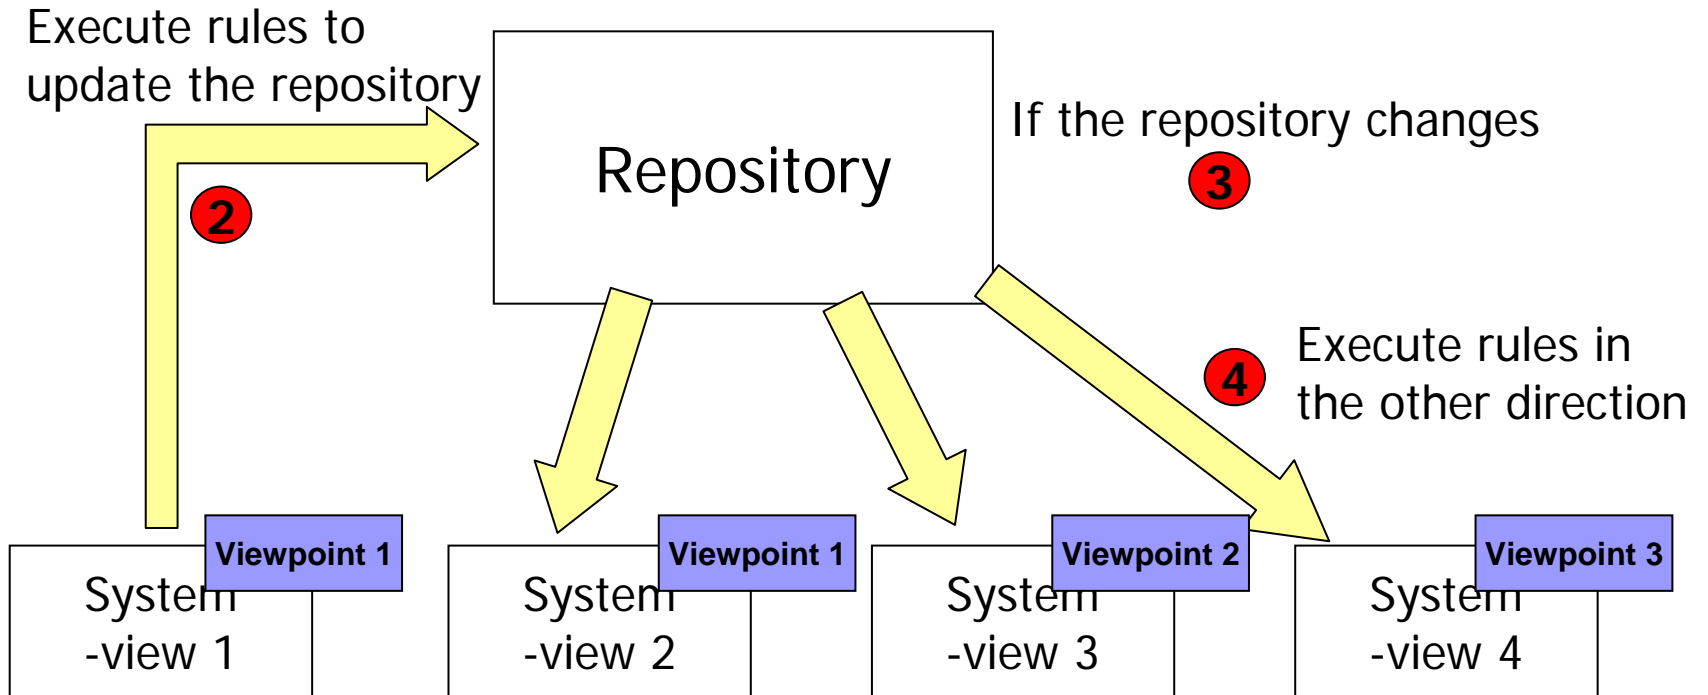 Execute rules to
update the repository
Repository
If the repository changes
3
2
4
Execute rules in
the other direction
Viewpoint 1
System
-view 1
Viewpoint 1
System
-view 2
Viewpoint 2
System
-view 3
Viewpoint 3
System
-view 4